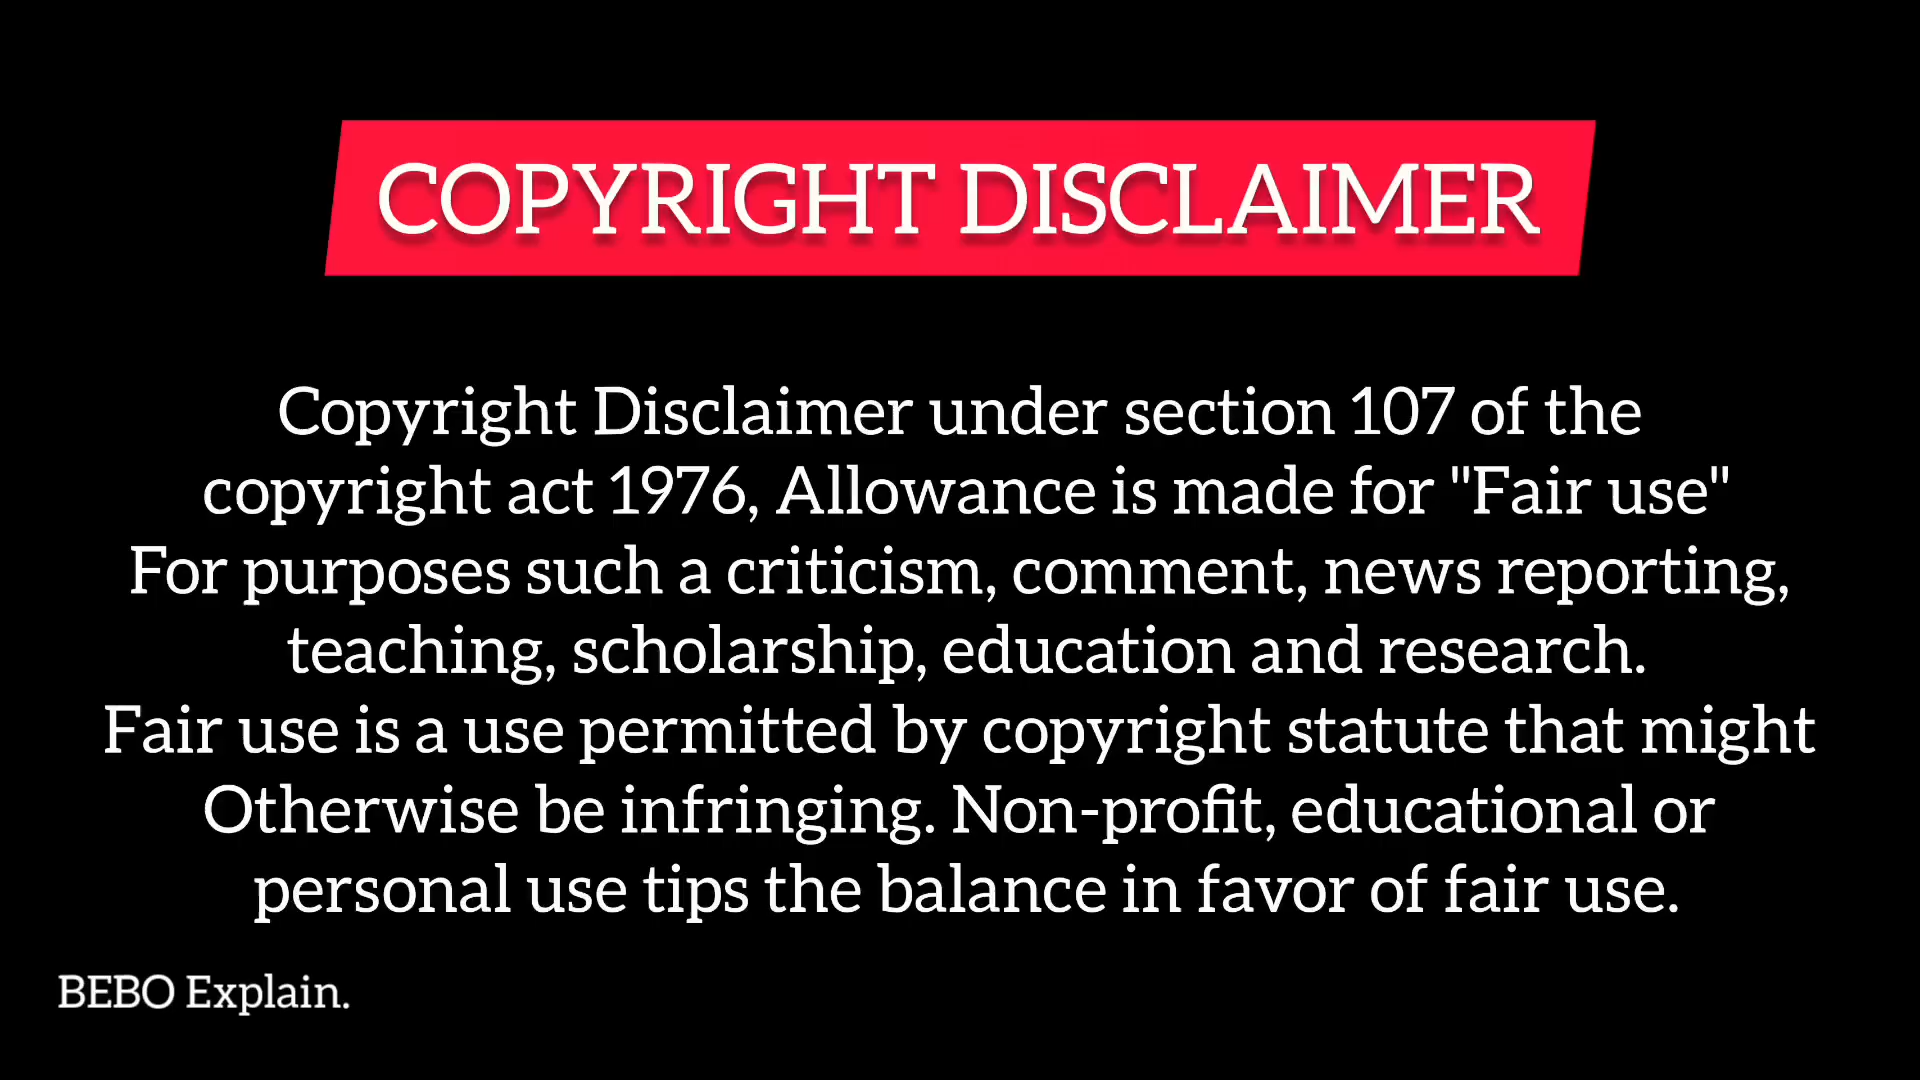 COPYRIGHT DISCLAIMER
Copyright Disclaimer under section 107 of the
copyright act 1976, Allowance is made for "Fair use"
For purposes such a criticism, comment, news reporting,
teaching, scholarship, education and research.
Fair use is a use permitted by copyright statute that might
Otherwise be infringing. Non-profit, educational or
personal use tips the balance in favor of fair use.
BEBO Explain.